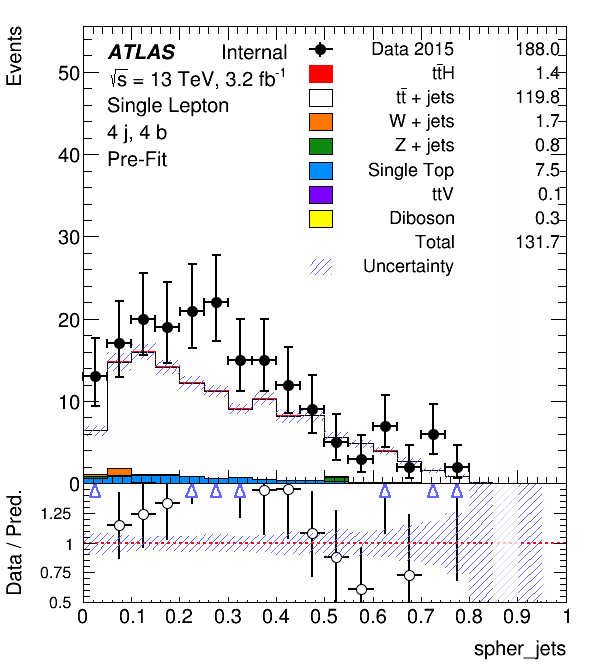 Events
50
40
30
20
10
0
ATLAS Internal
√s = 13 TeV, 3.2 fb⁻¹
Single Lepton
4 j, 4 b
Pre-Fit
Data 2015 188.0
tt̄H 1.4
tt̄ + jets 119.8
W + jets 1.7
Z + jets 0.8
Single Top 7.5
ttV 0.1
Diboson 0.3
Total 131.7
Uncertainty
Data / Pred.
1.25
1
0.75
0.5
0 0.1 0.2 0.3 0.4 0.5 0.6 0.7 0.8 0.9 1
spher_jets